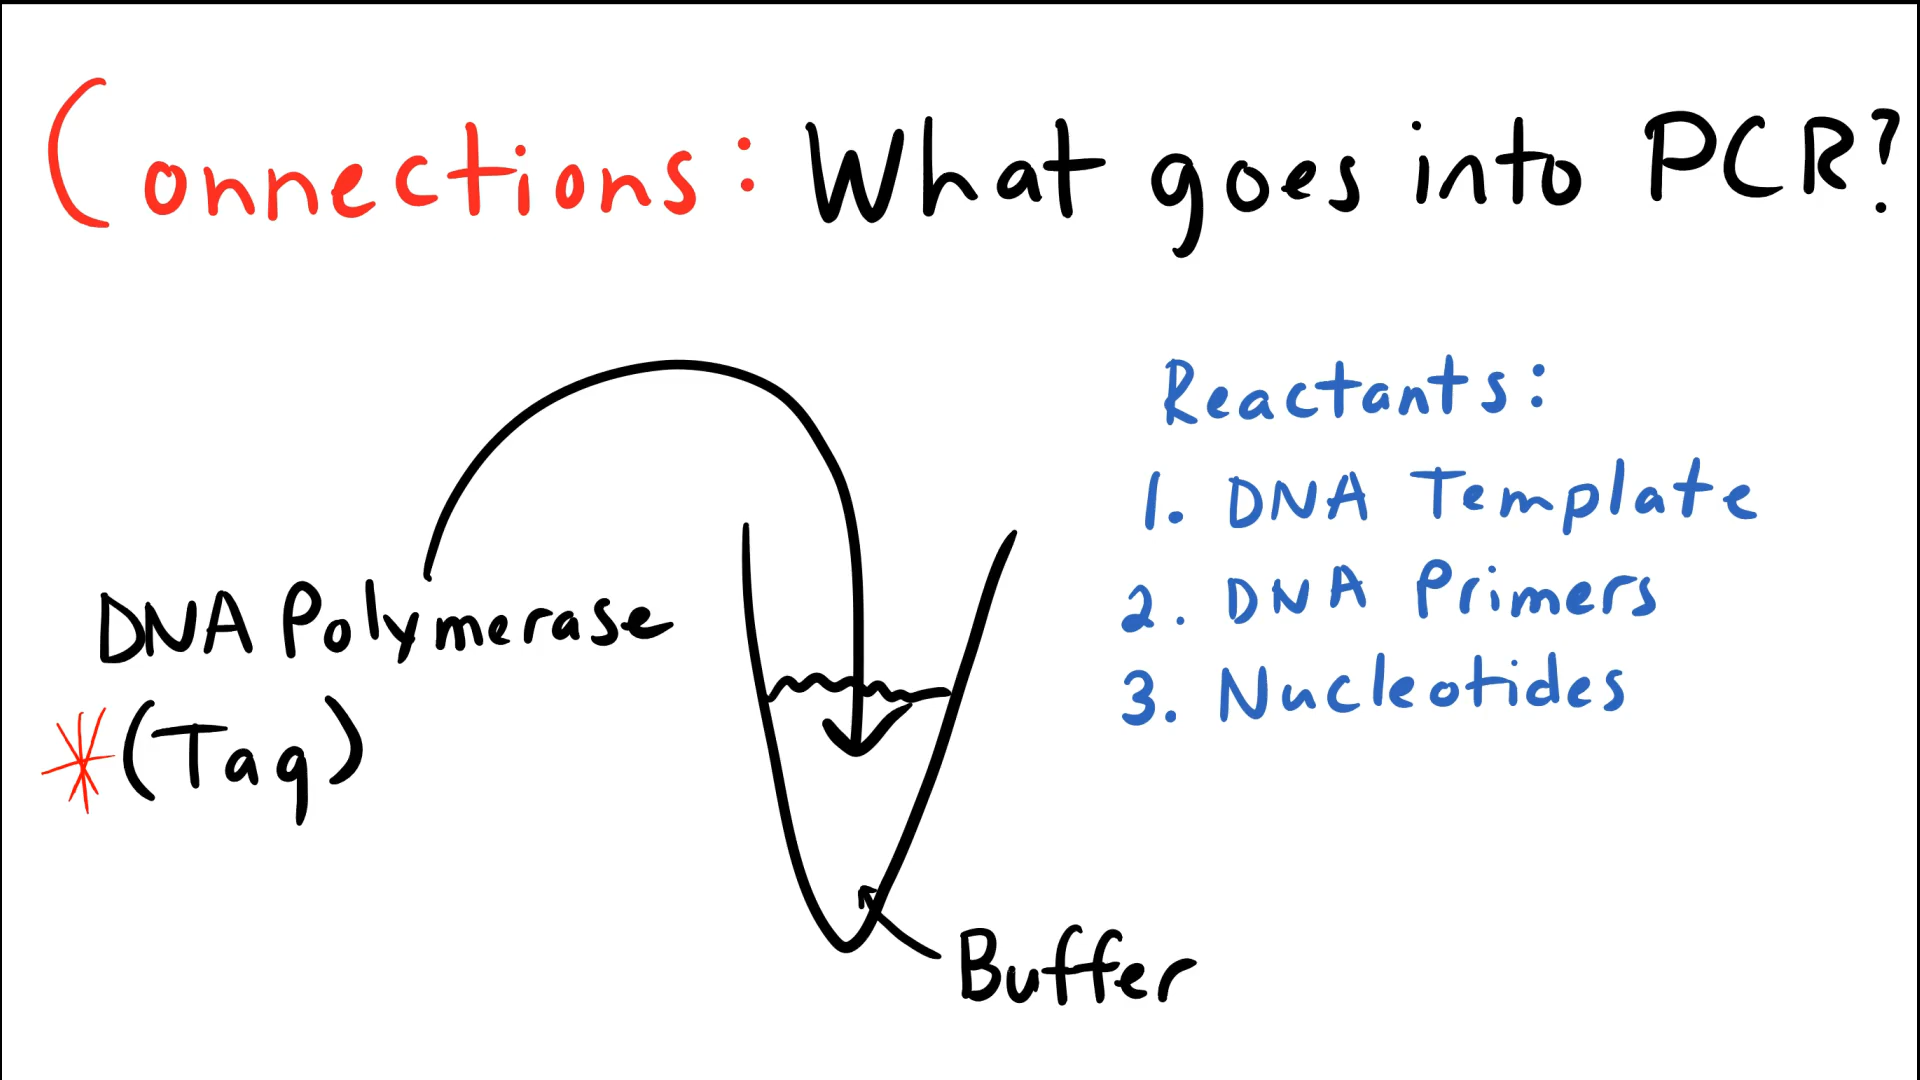 Connections: What goes into PCR?
Reactants:
1. DNA Template
2. DNA Primers
3. Nucleotides
DNA Polymerase
*(Taq)
Buffer